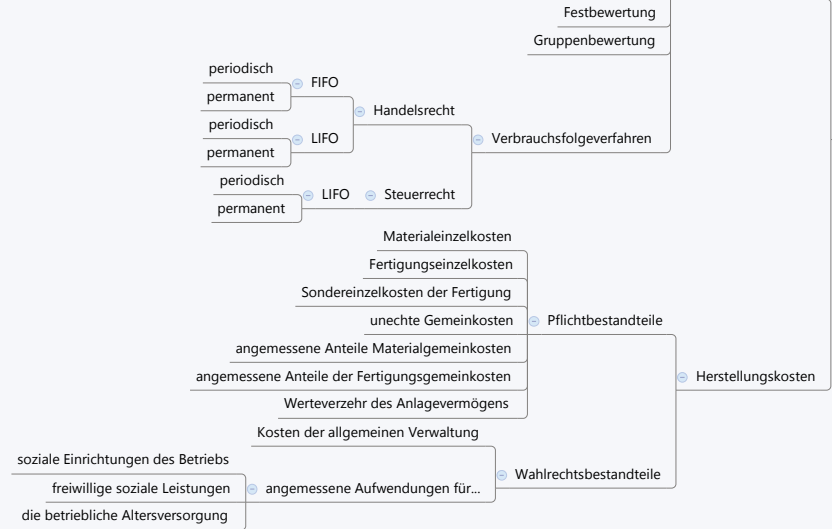 Festbewertung
Gruppenbewertung
periodisch
permanent
FIFO
periodisch
permanent
LIFO
Handelsrecht
periodisch
permanent
LIFO
Steuerrecht
Verbrauchsfolgeverfahren
Materialeinzelkosten
Fertigungseinzelkosten
Sondereinzelkosten der Fertigung
unechte Gemeinkosten
angemessene Anteile Materialgemeinkosten
angemessene Anteile der Fertigungsgemeinkosten
Werteverzehr des Anlagevermögens
Pflichtbestandteile
Kosten der allgemeinen Verwaltung
soziale Einrichtungen des Betriebs
freiwillige soziale Leistungen
die betriebliche Altersversorgung
angemessene Aufwendungen für...
Wahlrechtsbestandteile
Herstellungskosten